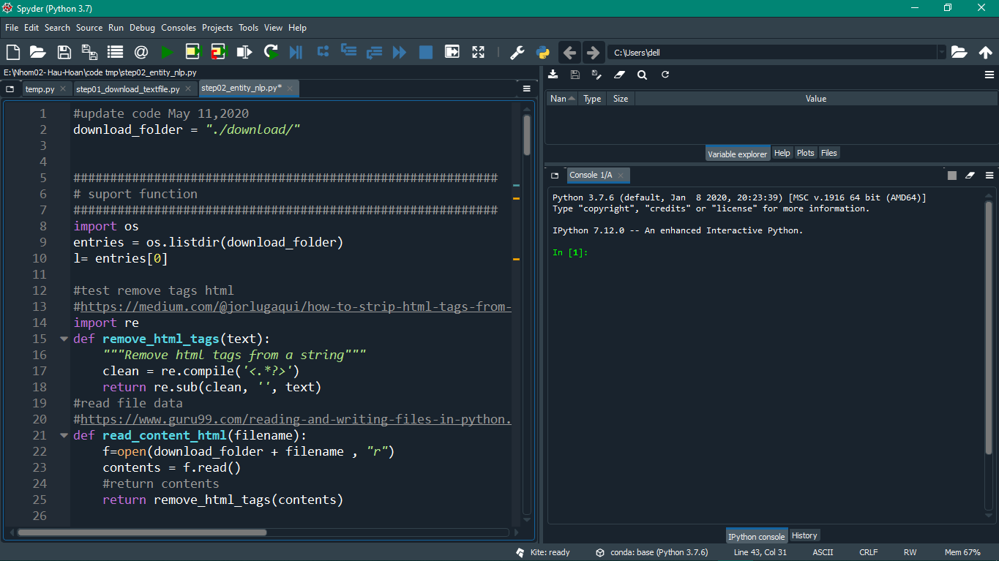 Spyder (Python 3.7)
File Edit Search Source Run Debug Consoles Projects Tools View Help
C:\Users\dell
E:\Nhom02- Hau-Hoan\code tmp\step02_entity_nlp.py
temp.py step01_download_textfile.py step02_entity_nlp.py*
1 #update code May 11,2020
2 download_folder = "./download/"
3
4
5 ##########################################################
6 # suport function
7 ##########################################################
8 import os
9 entries = os.listdir(download_folder)
10 l= entries[0]
11
12 #test remove tags html
13 #https://medium.com/@jorlugaqui/how-to-strip-html-tags-from-
14 import re
15 def remove_html_tags(text):
16 """Remove html tags from a string"""
17 clean = re.compile('<.*?>')
18 return re.sub(clean, '', text)
19 #read file data
20 #https://www.guru99.com/reading-and-writing-files-in-python.
21 def read_content_html(filename):
22 f=open(download_folder + filename , "r")
23 contents = f.read()
24 #return contents
25 return remove_html_tags(contents)
26
Nan Type Size Value
Variable explorer Help Plots Files
Console 1/A
Python 3.7.6 (default, Jan  8 2020, 20:23:39) [MSC v.1916 64 bit (AMD64)]
Type "copyright", "credits" or "license" for more information.
IPython 7.12.0 -- An enhanced Interactive Python.
In [1]:
IPython console History
Kite: ready conda: base (Python 3.7.6) Line 43, Col 31 ASCII CRLF RW Mem 67%